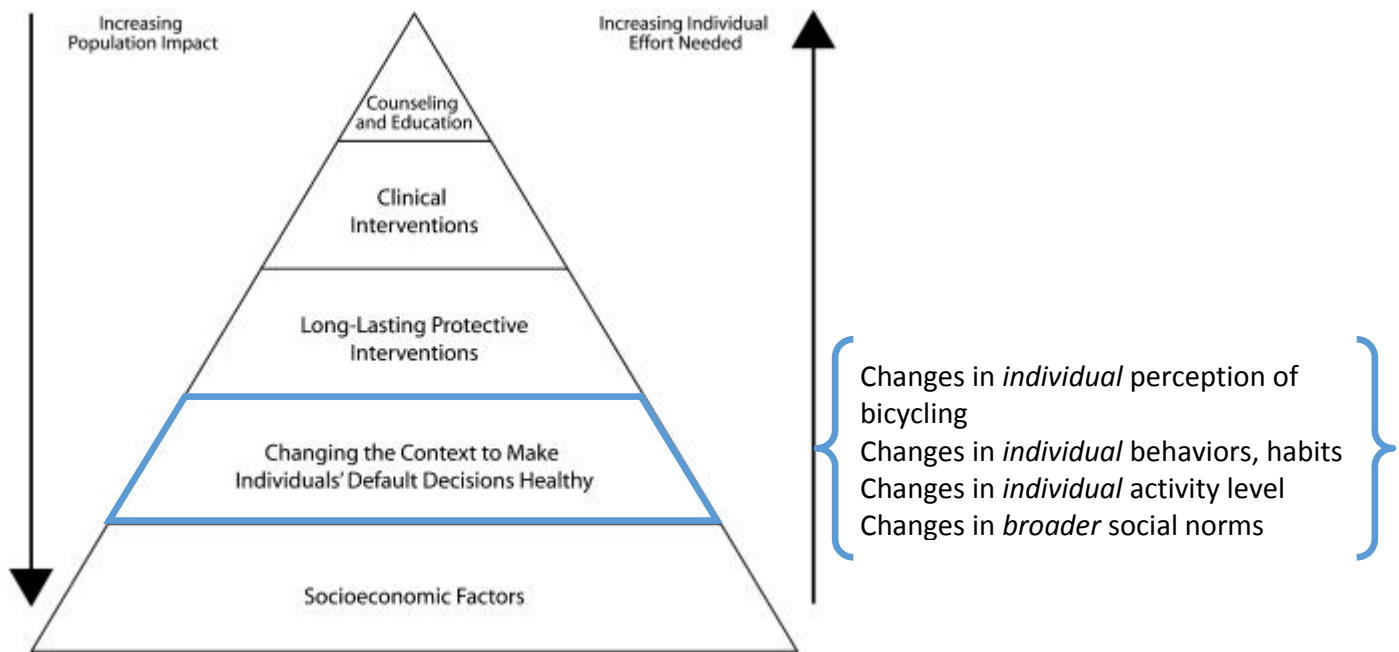 Increasing
Population Impact
Increasing Individual
Effort Needed
Counseling
and Education
Clinical
Interventions
Long-Lasting Protective
Interventions
Changing the Context to Make
Individuals' Default Decisions Healthy
Socioeconomic Factors
Changes in individual perception of
bicycling
Changes in individual behaviors, habits
Changes in individual activity level
Changes in broader social norms